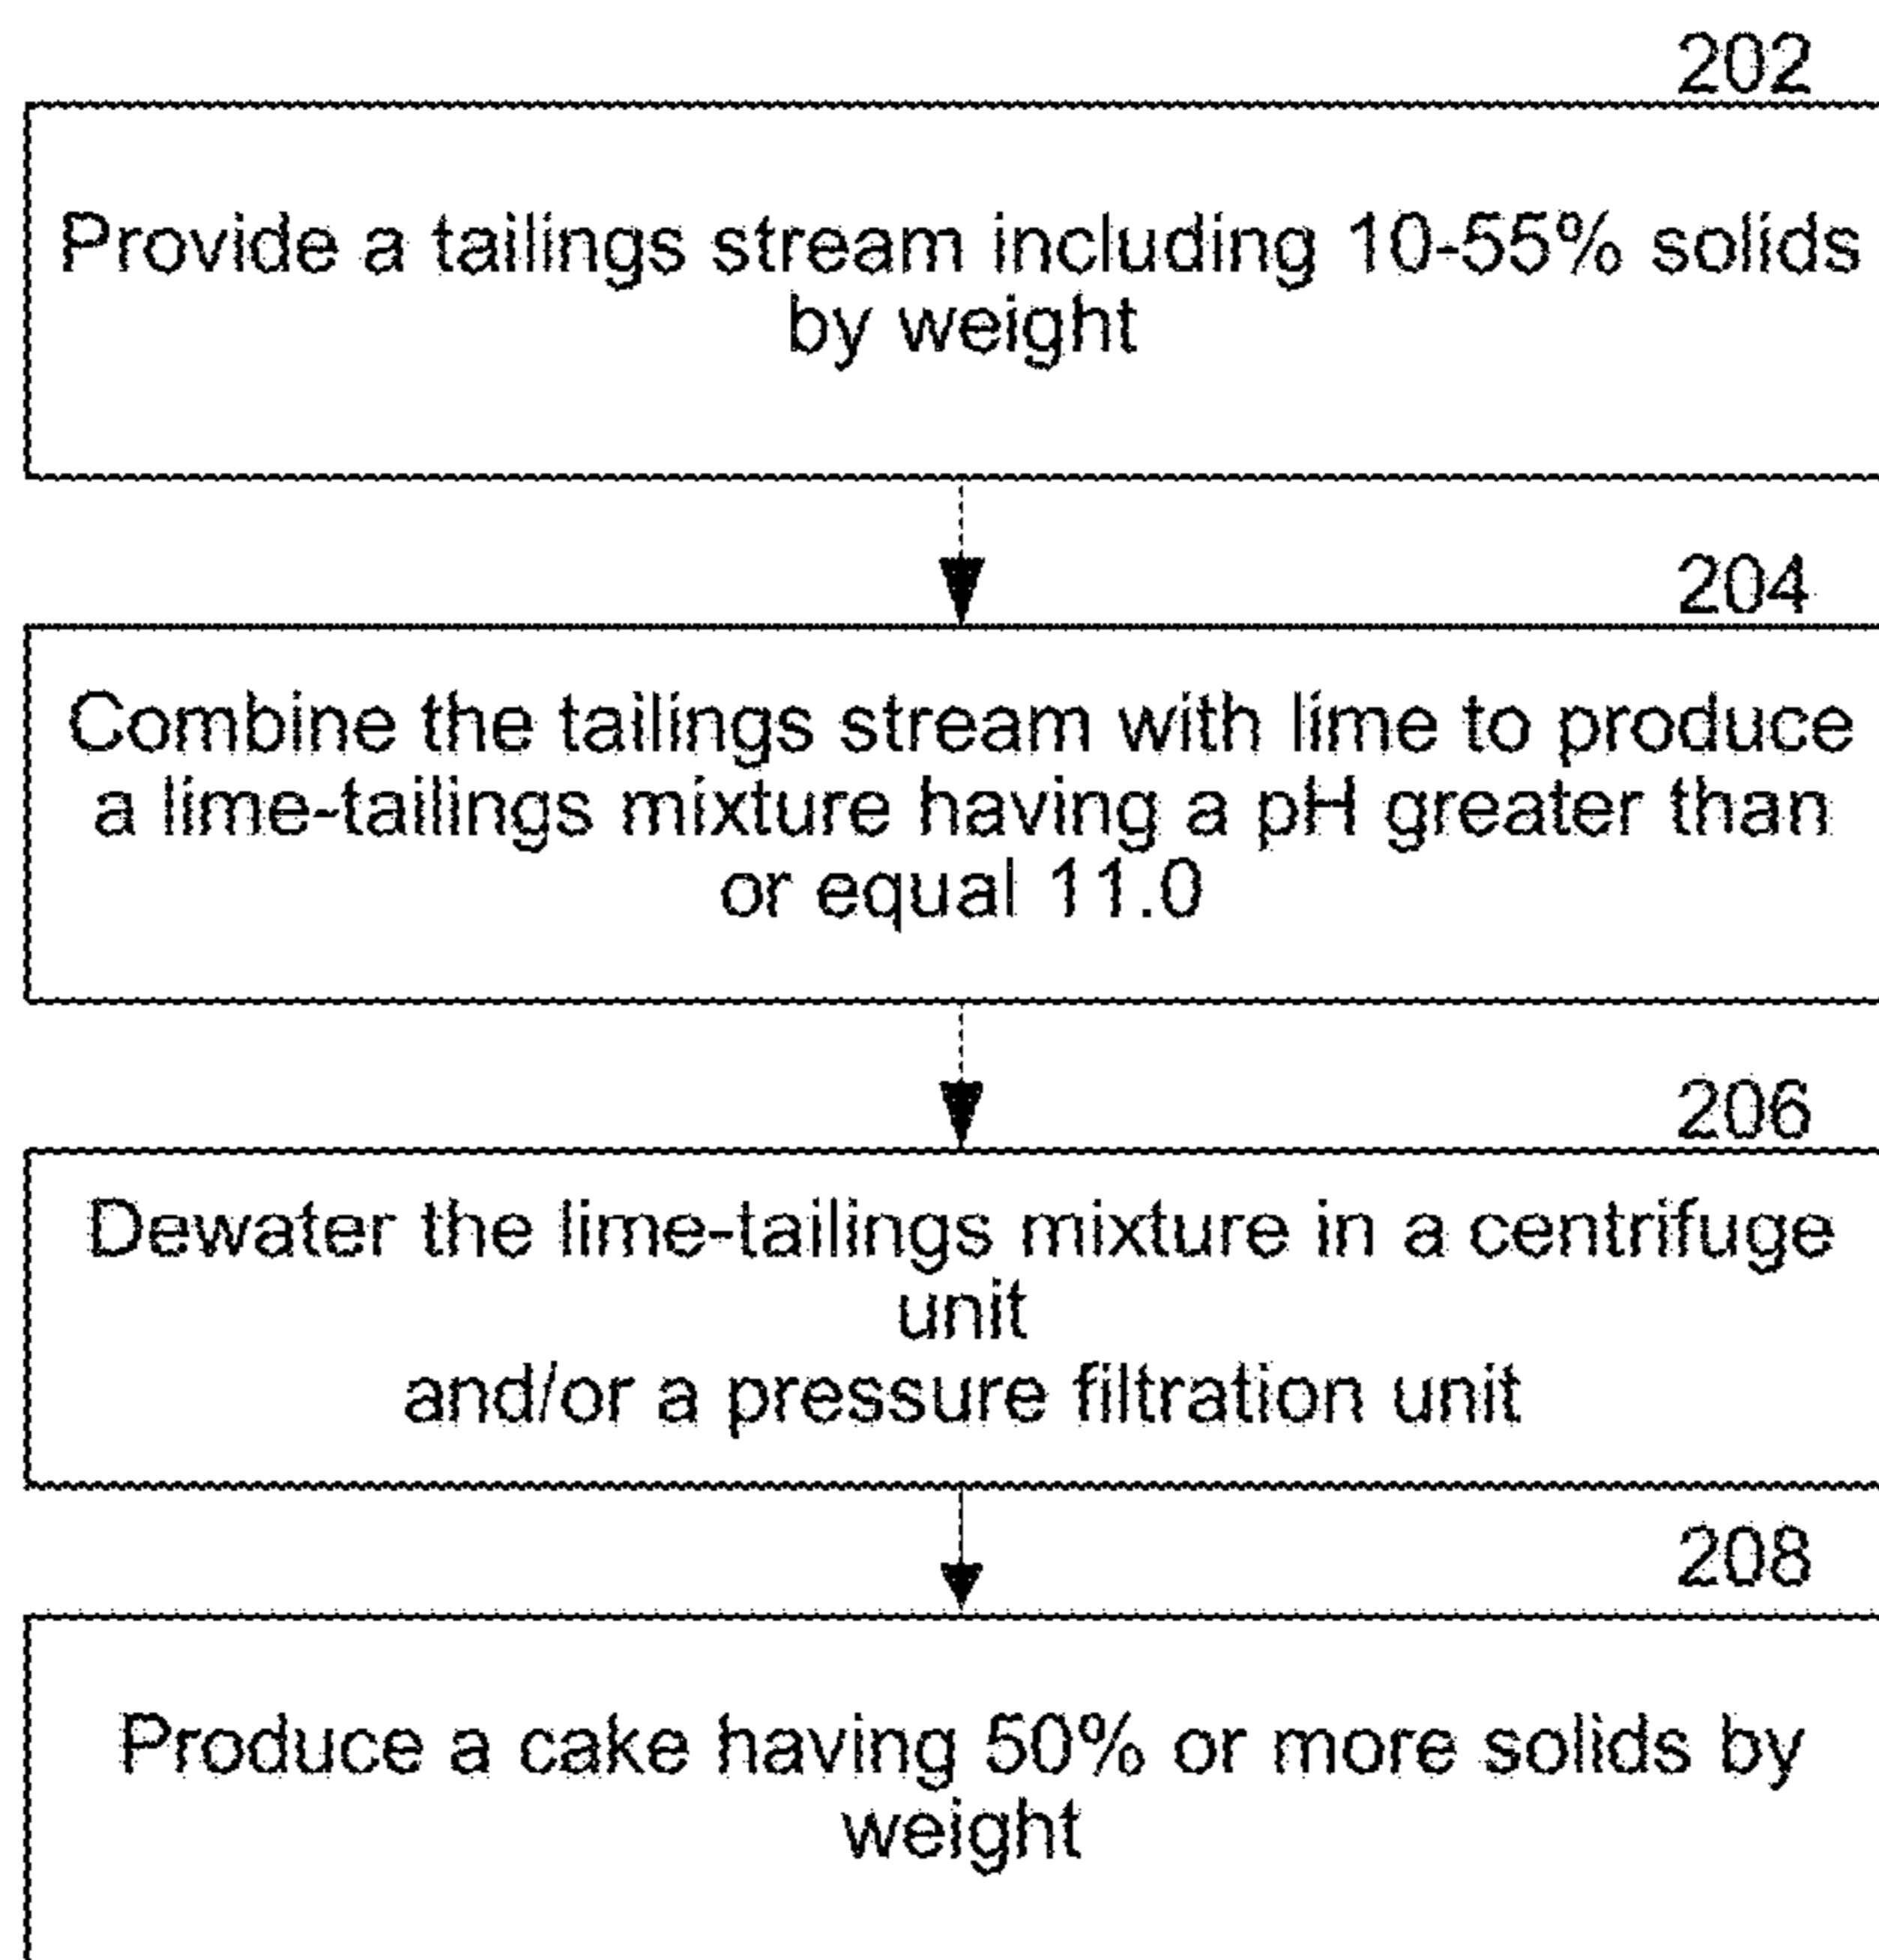 202
Provide a tailings stream including 10-55% solids
by weight
204
Combine the tailings stream with lime to produce
a lime-tailings mixture having a pH greater than
or equal 11.0
206
Dewater the lime-tailings mixture in a centrifuge
unit
and/or a pressure filtration unit
208
Produce a cake having 50% or more solids by
weight